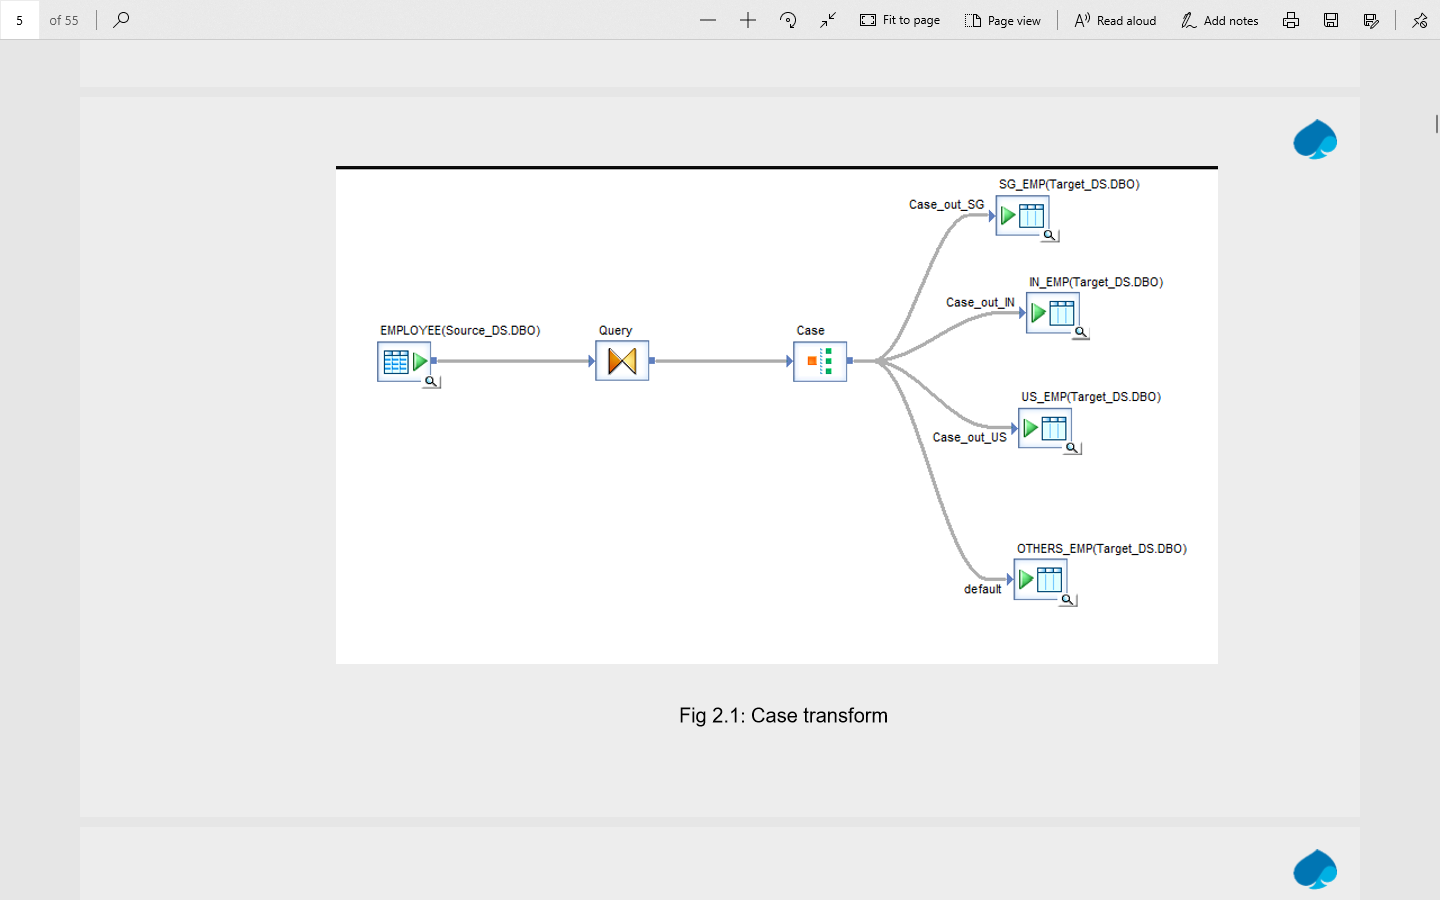 5 of 55 Fit to page Page view Read aloud Add notes
SG_EMP(Target_DS.DBO)
Case_out_SG
IN_EMP(Target_DS.DBO)
Case_out_IN
EMPLOYEE(Source_DS.DBO) Query Case
US_EMP(Target_DS.DBO)
Case_out_US
OTHERS_EMP(Target_DS.DBO)
default
Fig 2.1: Case transform